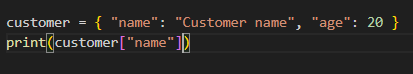 customer = { "name": "Customer name", "age": 20 }
print(customer["name"])